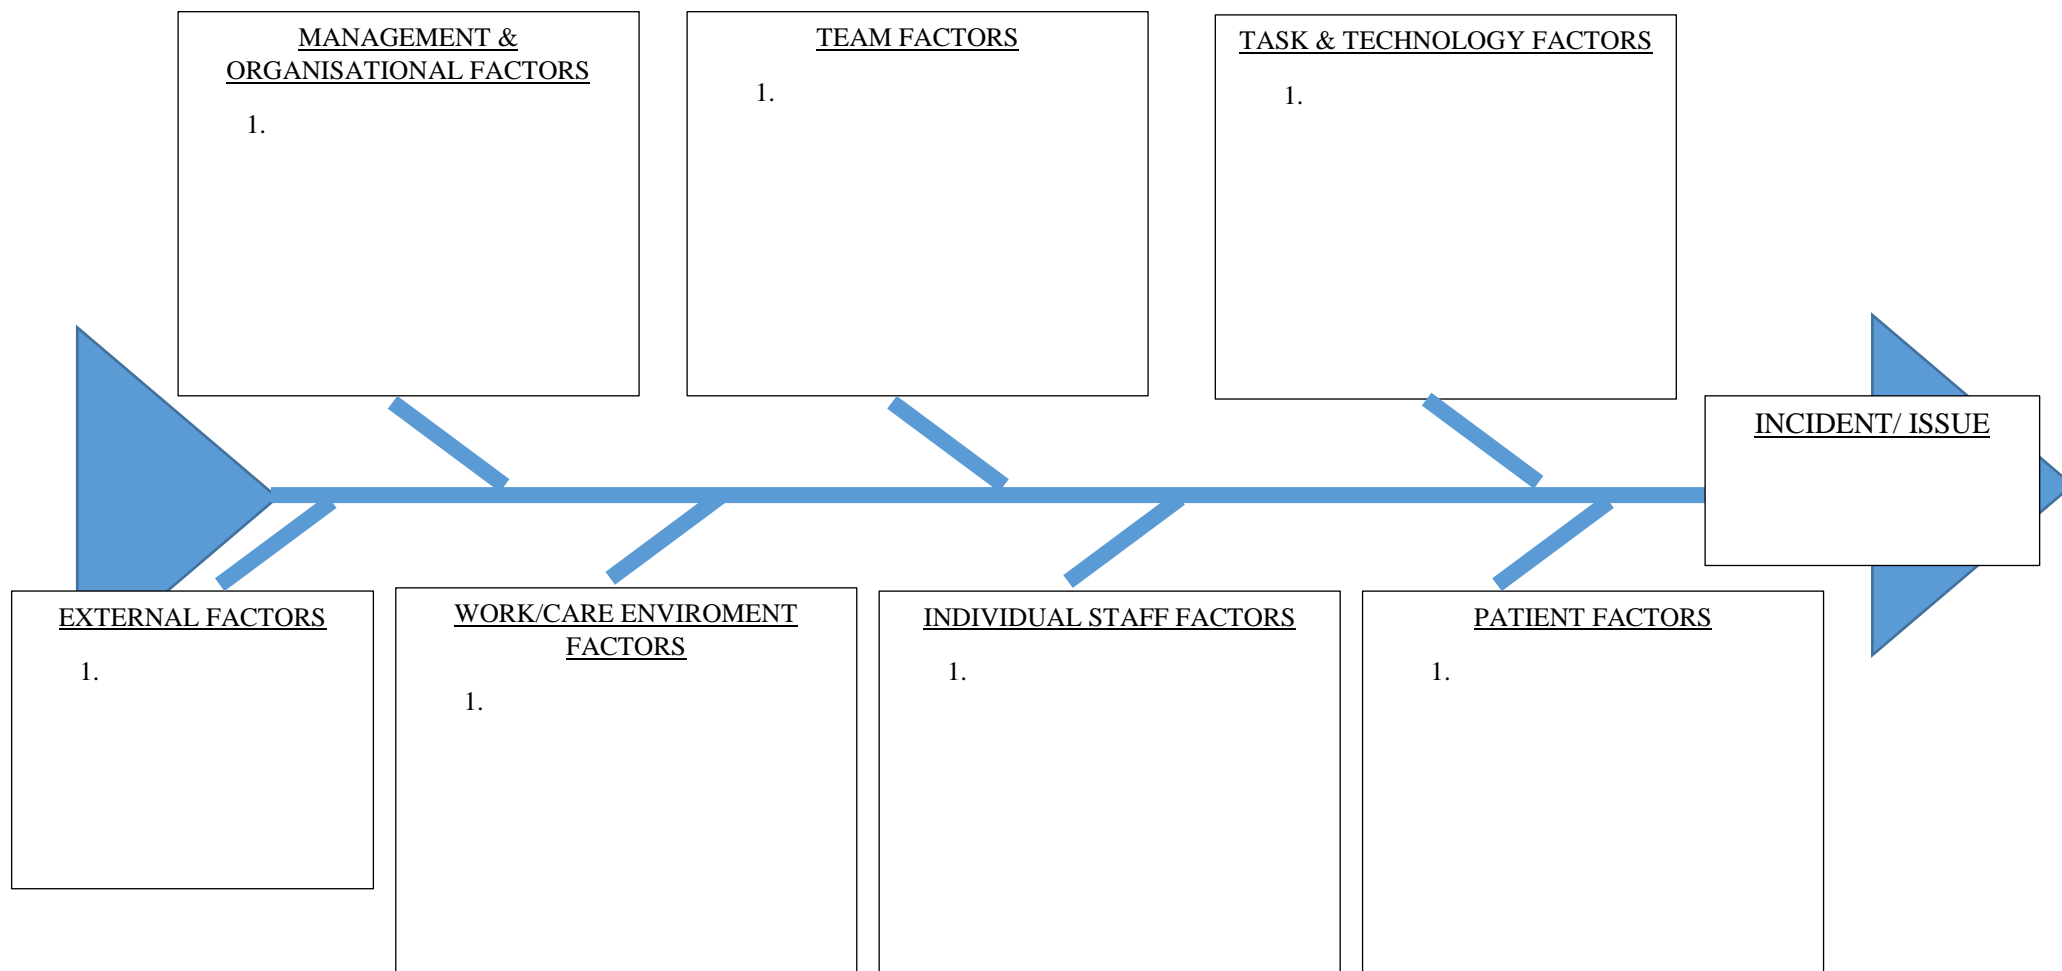 MANAGEMENT &
ORGANISATIONAL FACTORS
1.
TEAM FACTORS
1.
TASK & TECHNOLOGY FACTORS
1.
INCIDENT/ ISSUE
EXTERNAL FACTORS
1.
WORK/CARE ENVIROMENT
FACTORS
1.
INDIVIDUAL STAFF FACTORS
1.
PATIENT FACTORS
1.